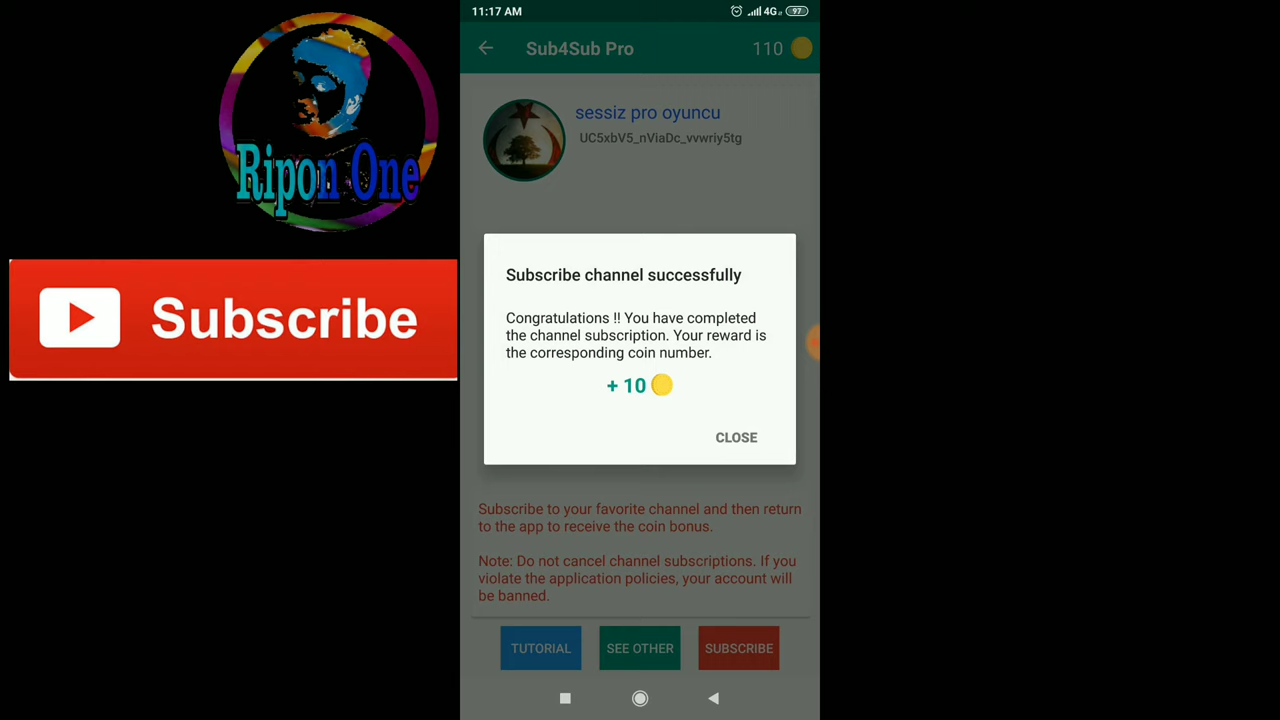 Ripon One
Subscribe
11:17 AM
4G
97
Sub4Sub Pro
110
sessiz pro oyuncu
UC5xbV5_nViaDc_vvwriy5tg
Subscribe channel successfully
Congratulations !! You have completed
the channel subscription. Your reward is
the corresponding coin number.
+ 10
CLOSE
Subscribe to your favorite channel and then return
to the app to receive the coin bonus.
Note: Do not cancel channel subscriptions. If you
violate the application policies, your account will
be banned.
TUTORIAL
SEE OTHER
SUBSCRIBE